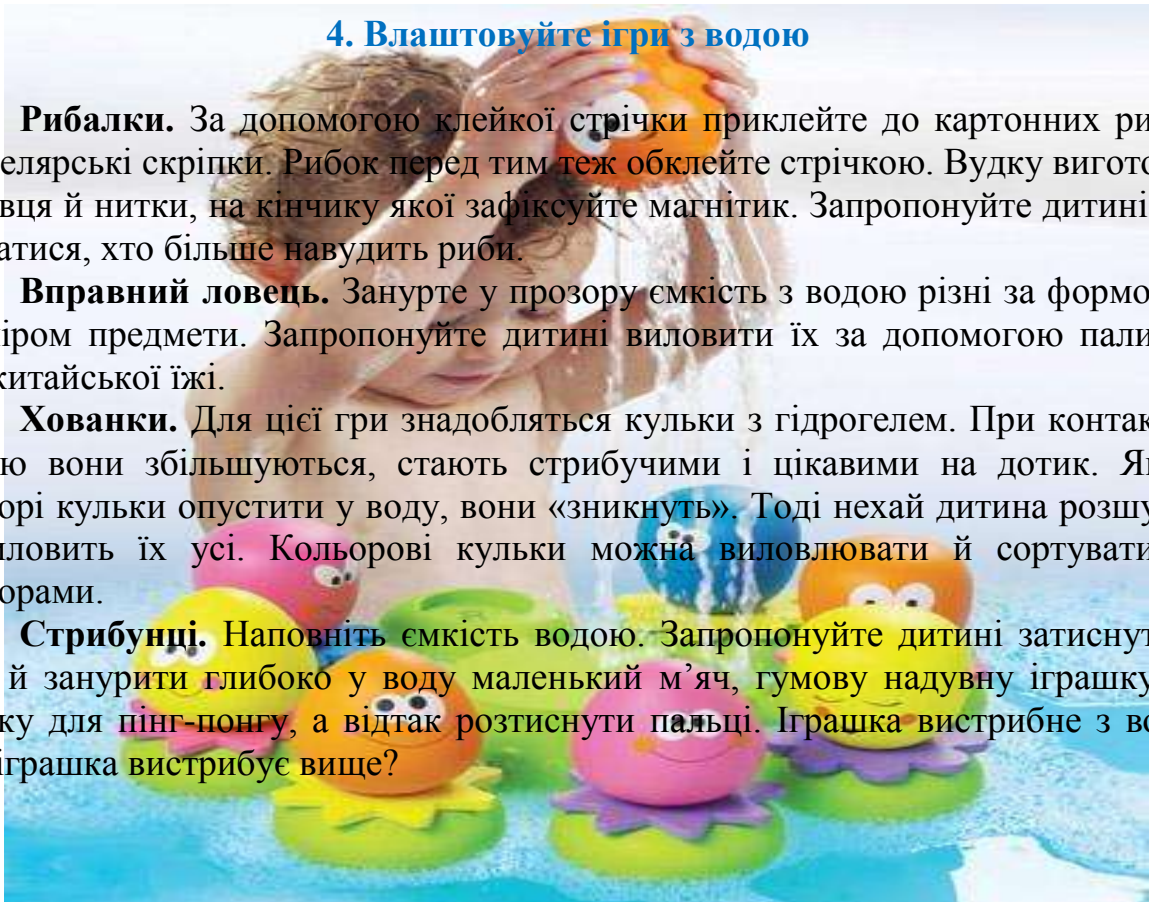 4. Влаштовуйте ігри з водою
Рибалки. За допомогою клейкої стрічки приклейте до картонних ри
елярські скріпки. Рибок перед тим теж обклейте стрічкою. Вудку вигото
вця й нитки, на кінчику якої зафіксуйте магнітик. Запропонуйте дитині
атися, хто більше навудить риби.
Вправний ловець. Занурте у прозору ємкість з водою різні за формо
іром предмети. Запропонуйте дитині виловити їх за допомогою пали
китайської їжі.
Хованки. Для цієї гри знадобляться кульки з гідрогелем. При контак
ю вони збільшуються, стають стрибучими і цікавими на дотик. Як
орі кульки опустити у воду, вони «зникнуть». Тоді нехай дитина розшу
ловить їх усі. Кольорові кульки можна виловлювати й сортувати
орами.
Стрибунці. Наповніть ємкість водою. Запропонуйте дитині затиснут
й занурити глибоко у воду маленький м’яч, гумову надувну іграшку
ку для пінг-понгу, а відтак розтиснути пальці. Іграшка вистрибне з во
іграшка вистрибує вище?